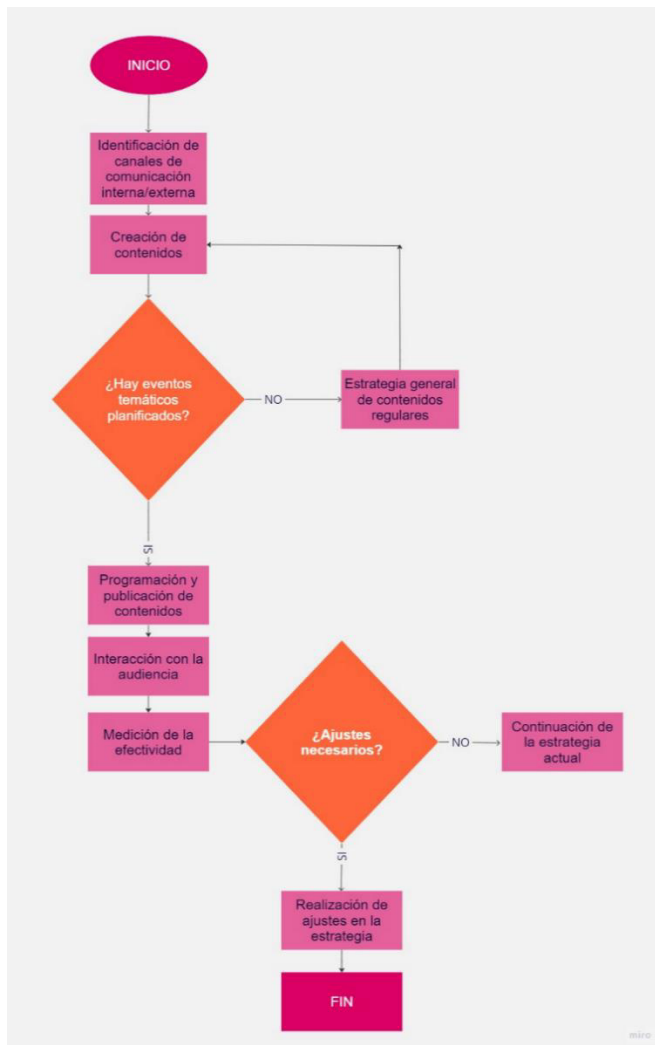 INICIO
Identificación de
canales de
comunicación
interna/externa
Creación de
contenidos
¿Hay eventos
temáticos
planificados?
NO
Estrategia general
de contenidos
regulares
SI
Programación y
publicación de
contenidos
Interacción con la
audiencia
Medición de la
efectividad
¿Ajustes
necesarios?
NO
Continuación de
la estrategia
actual
SI
Realización de
ajustes en la
estrategia
FIN
miro